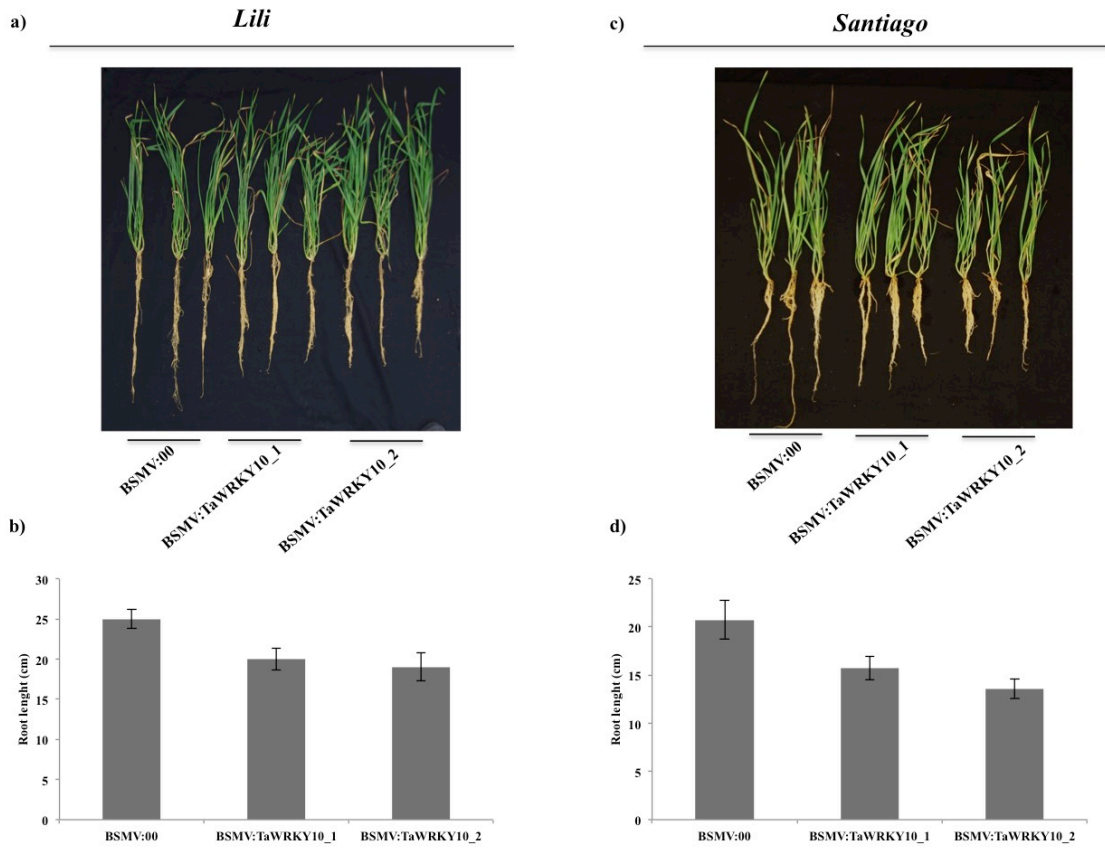 a)
Lili
BSMV:00
BSMV:TaWRKY10_1
BSMV:TaWRKY10_2
b)
30
25
20
15
10
5
0
Root lenght (cm)
BSMV:00
BSMV:TaWRKY10_1
BSMV:TaWRKY10_2
c)
Santiago
BSMV:00
BSMV:TaWRKY10_1
BSMV:TaWRKY10_2
d)
25
20
15
10
5
0
Root lenght (cm)
BSMV:00
BSMV:TaWRKY10_1
BSMV:TaWRKY10_2